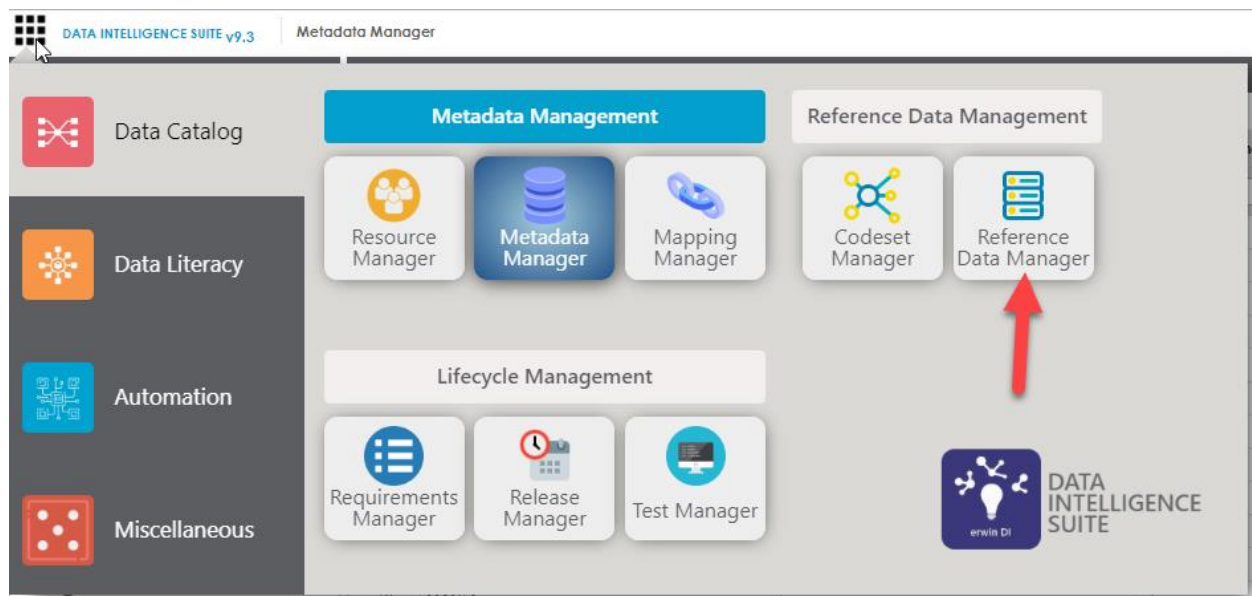 DATA INTELLIGENCE SUITE v9.3
Metadata Manager
Data Catalog
Data Literacy
Automation
Miscellaneous
Metadata Management
Resource
Manager
Metadata
Manager
Mapping
Manager
Reference Data Management
Codeset
Manager
Reference
Data Manager
Lifecycle Management
Requirements
Manager
Release
Manager
Test Manager
erwin DI
DATA
INTELLIGENCE
SUITE